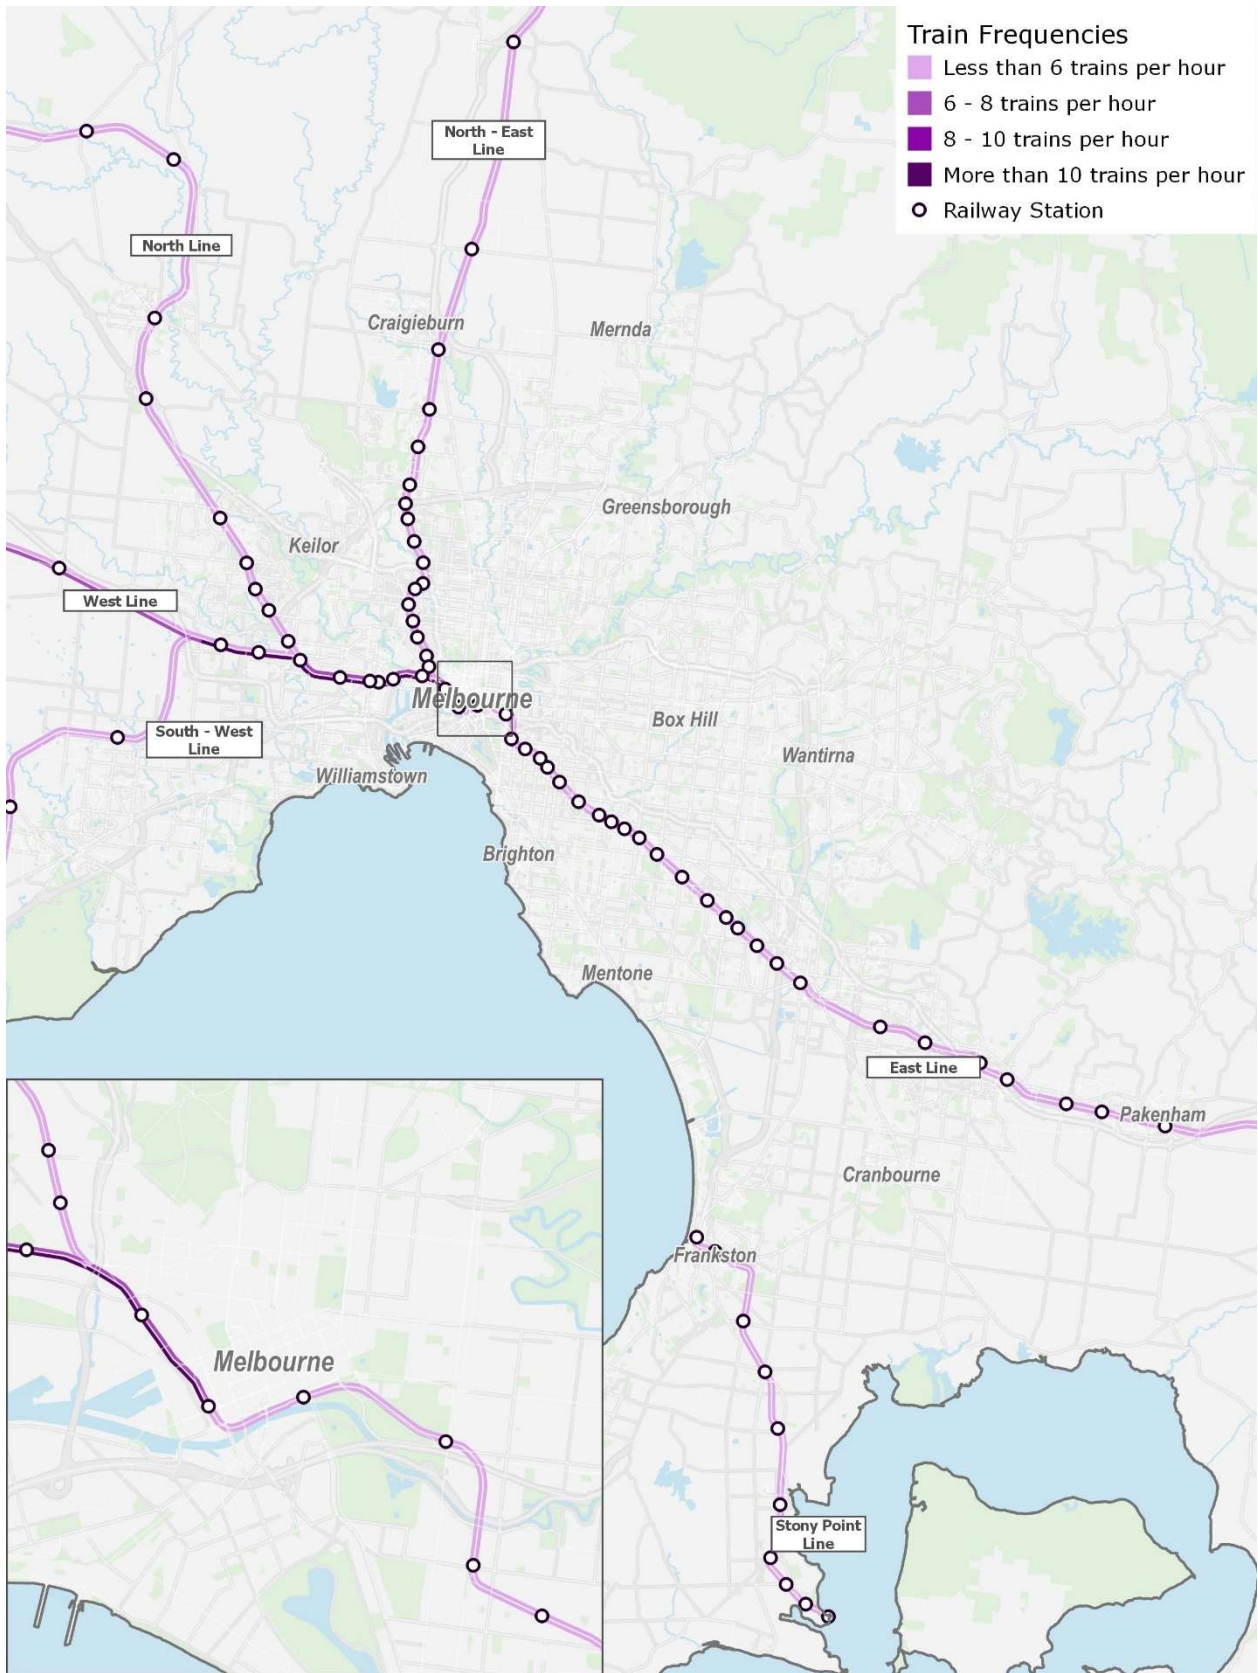 Train Frequencies
Less than 6 trains per hour
6 - 8 trains per hour
8 - 10 trains per hour
More than 10 trains per hour
Railway Station
North - East
Line
North Line
Craigieburn
Mernda
Greensborough
Keilor
West Line
Melbourne
Box Hill
South - West
Line
Wantirna
Williamstown
Brighton
Mentone
East Line
Pakenham
Cranbourne
Frankston
Melbourne
Stony Point
Line